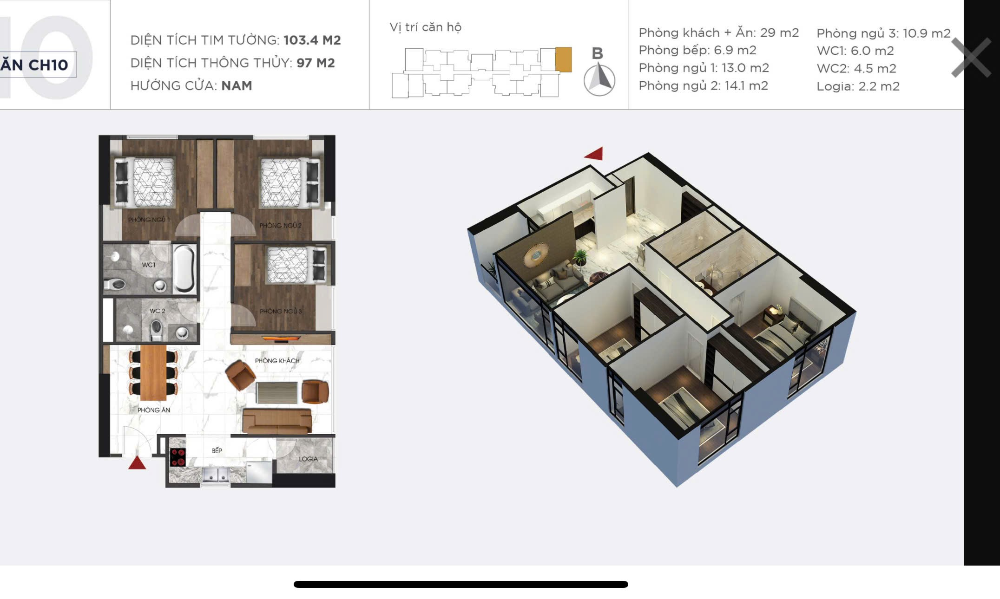 10
ĂN CH10
DIỆN TÍCH TIM TƯỜNG: 103.4 M2
DIỆN TÍCH THÔNG THỦY: 97 M2
HƯỚNG CỬA: NAM
Vị trí căn hộ
B
Phòng khách + Ăn: 29 m2
Phòng bếp: 6.9 m2
Phòng ngủ 1: 13.0 m2
Phòng ngủ 2: 14.1 m2
Phòng ngủ 3: 10.9 m2
WC1: 6.0 m2
WC2: 4.5 m2
Logia: 2.2 m2
PHÒNG NGỦ 1
PHÒNG NGỦ 2
WC1
WC 2
PHÒNG NGỦ 3
PHÒNG KHÁCH
PHÒNG ĂN
BẾP
LOGIA